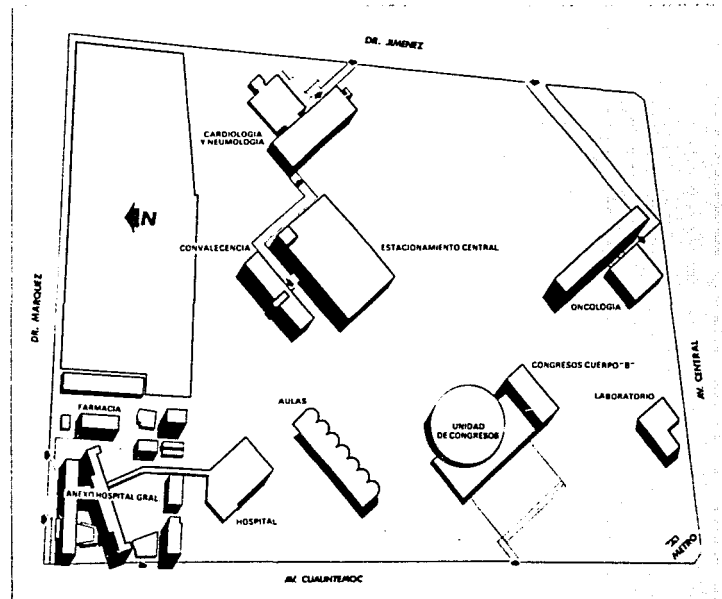 DR. JIMENEZ
CARDIOLOGIA
Y NEUMOLOGIA
N
CONVALECENCIA
ESTACIONAMIENTO CENTRAL
DR. MARQUEZ
ONCOLOGIA
CONGRESOS CUERPO "B"
AV. CENTRAL
LABORATORIO
AULAS
FARMACIA
UNIDAD
DE CONGRESOS
ANEXO HOSPITAL GRAL.
HOSPITAL
METRO
AV. CUAUHTEMOC